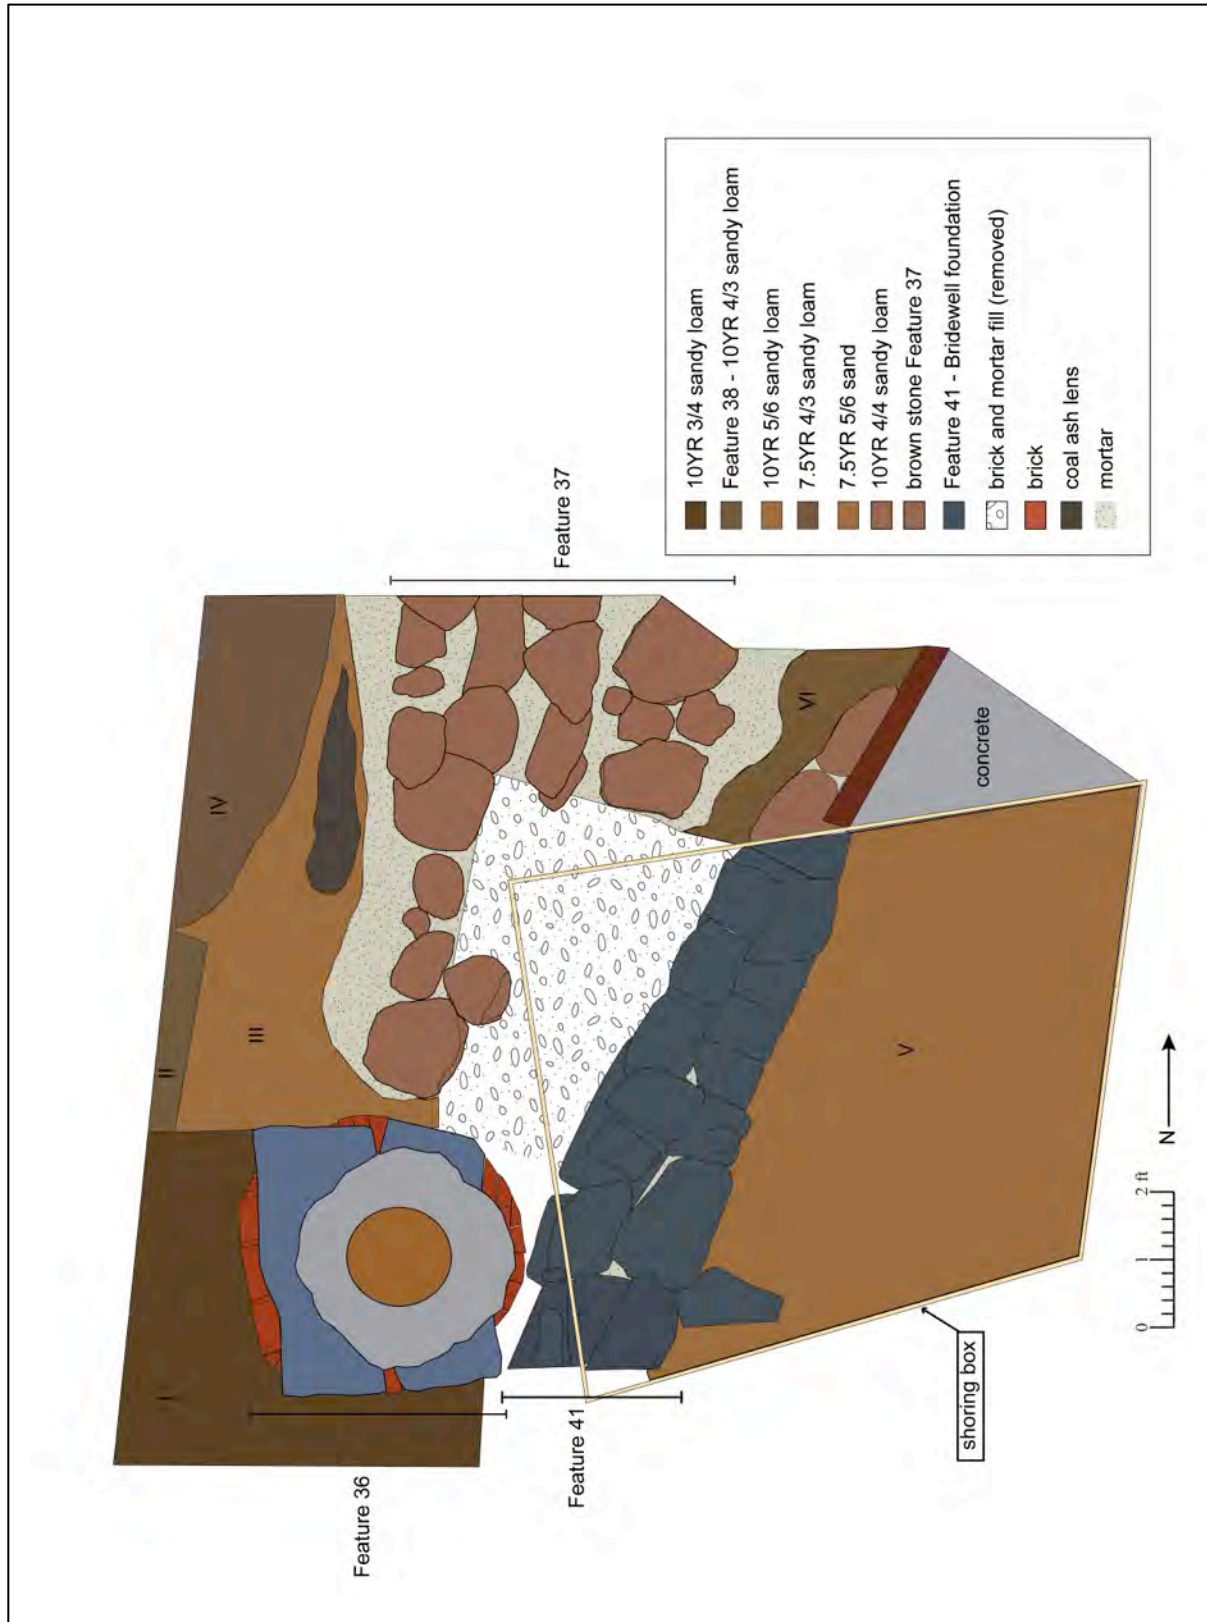 IV
II
III
I
VI
V
concrete
Feature 37
Feature 36
Feature 41
shoring box
0 1 2 ft
N
10YR 3/4 sandy loam
Feature 38 - 10YR 4/3 sandy loam
10YR 5/6 sandy loam
7.5YR 4/3 sandy loam
7.5YR 5/6 sand
10YR 4/4 sandy loam
brown stone Feature 37
Feature 41 - Bridewell foundation
brick and mortar fill (removed)
brick
coal ash lens
mortar